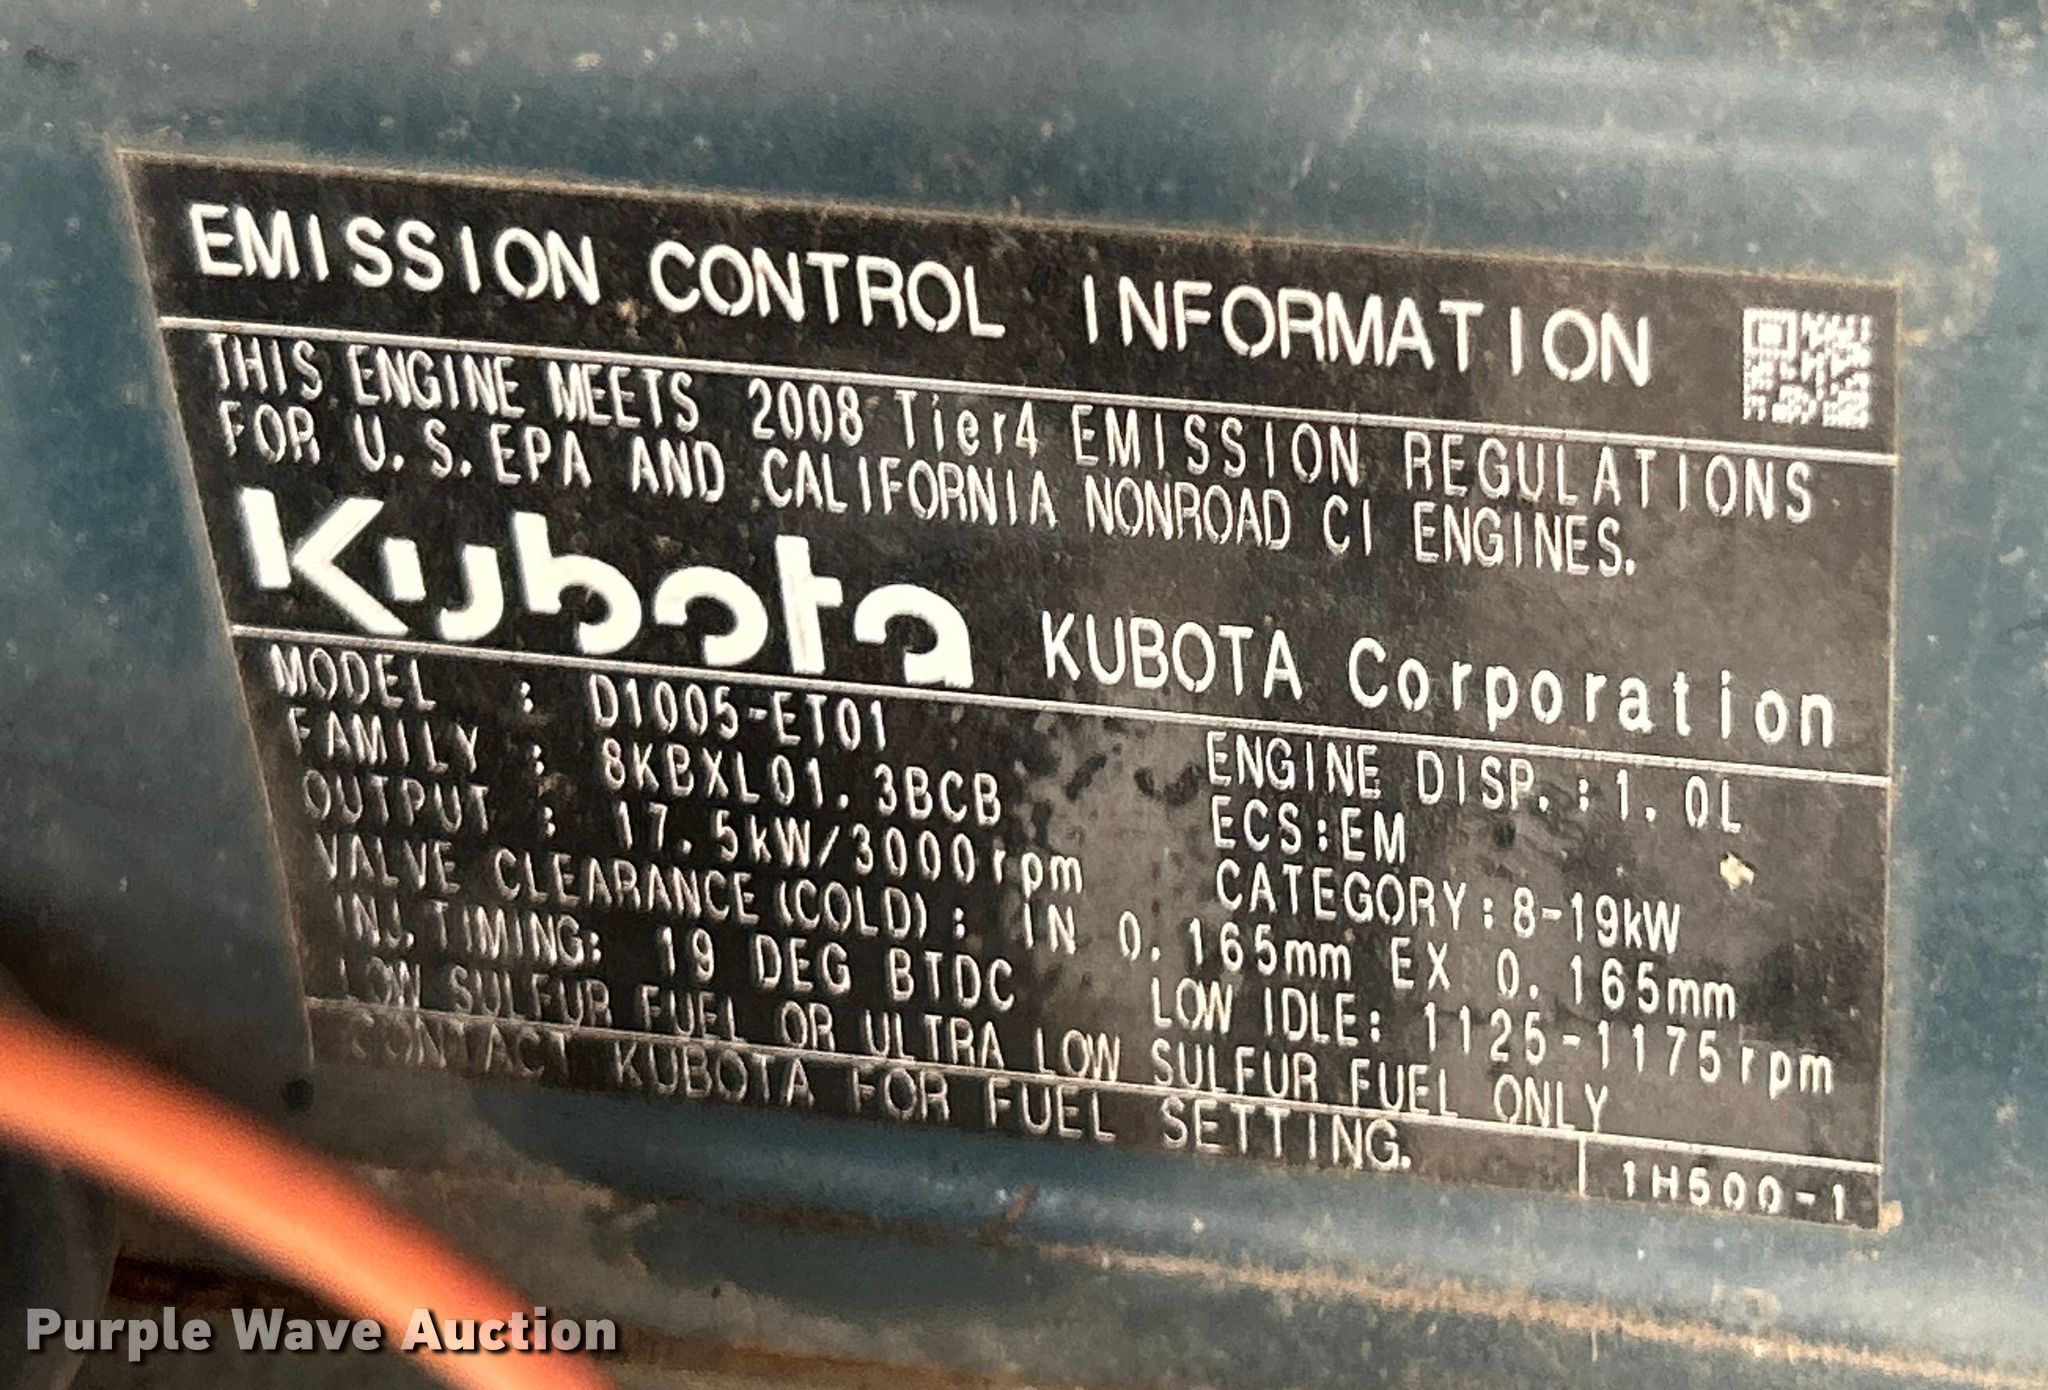 EMISSION CONTROL INFORMATION
THIS ENGINE MEETS 2008 Tier4 EMISSION REGULATIONS
FOR U.S.EPA AND CALIFORNIA NONROAD CI ENGINES.
Kubota KUBOTA Corporation
MODEL : D1005-ET01 ENGINE DISP.:1.0L
FAMILY : 8KBXL01.3BCB ECS:EM
OUTPUT : 17.5kW/3000rpm CATEGORY:8-19kW
VALVE CLEARANCE(COLD): IN 0.165mm EX 0.165mm
INJ.TIMING: 19 DEG BTDC LOW IDLE: 1125-1175rpm
LOW SULFUR FUEL OR ULTRA LOW SULFUR FUEL ONLY
CONTACT KUBOTA FOR FUEL SETTING.
1H500-1
Purple Wave Auction